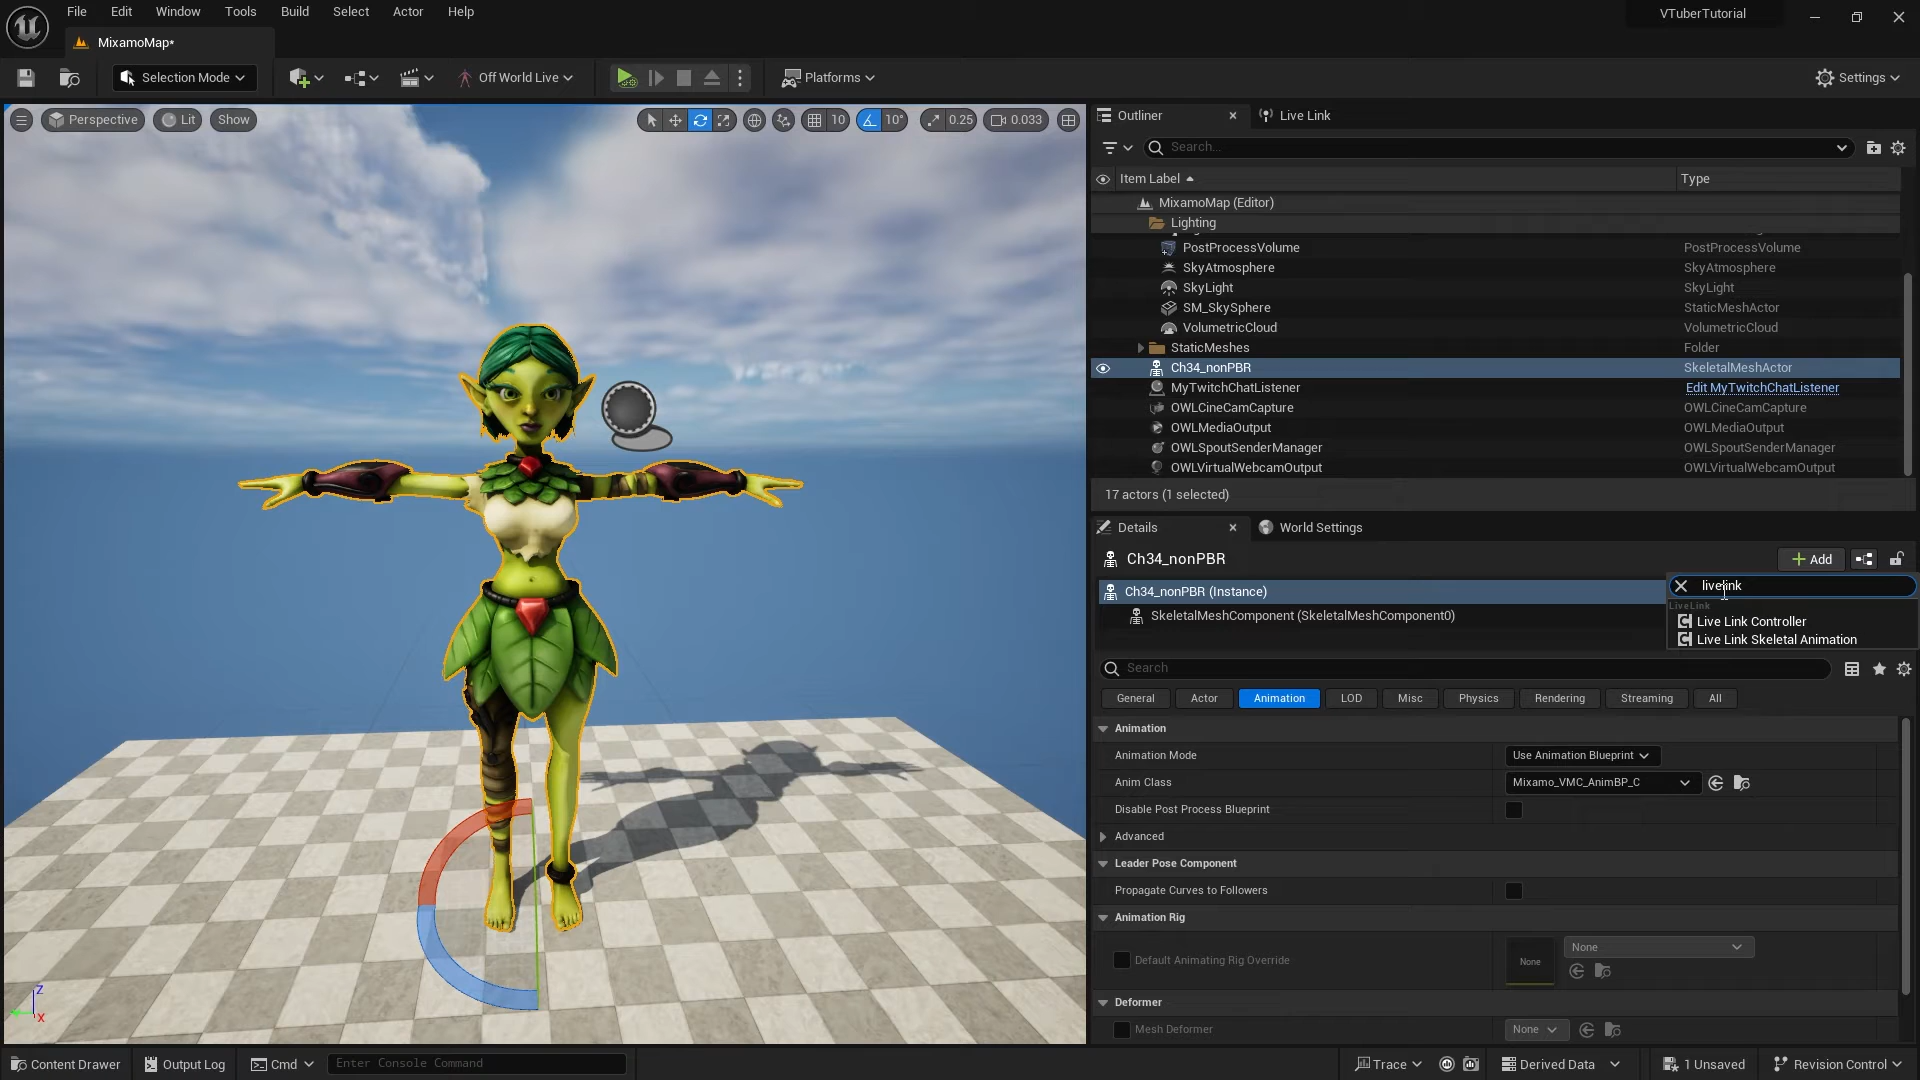 File Edit Window Tools Build Select Actor Help
VTuberTutorial
MixamoMap*
Selection Mode
Off World Live
Platforms
Settings
Perspective Lit Show
10 10° 0.25 0.033
Outliner
Live Link
Search...
Item Label Type
MixamoMap (Editor)
Lighting
PostProcessVolume PostProcessVolume
SkyAtmosphere SkyAtmosphere
SkyLight SkyLight
SM_SkySphere StaticMeshActor
VolumetricCloud VolumetricCloud
StaticMeshes Folder
Ch34_nonPBR SkeletalMeshActor
MyTwitchChatListener Edit MyTwitchChatListener
OWLCineCamCapture OWLCineCamCapture
OWLMediaOutput OWLMediaOutput
OWLSpoutSenderManager OWLSpoutSenderManager
OWLVirtualWebcamOutput OWLVirtualWebcamOutput
17 actors (1 selected)
Details
World Settings
Ch34_nonPBR
Add
livelink
Ch34_nonPBR (Instance)
LiveLink
SkeletalMeshComponent (SkeletalMeshComponent0)
Live Link Controller
Live Link Skeletal Animation
Search
General Actor Animation LOD Misc Physics Rendering Streaming All
Animation
Animation Mode Use Animation Blueprint
Anim Class Mixamo_VMC_AnimBP_C
Disable Post Process Blueprint
Advanced
Leader Pose Component
Propagate Curves to Followers
Animation Rig
None
Default Animating Rig Override None
Deformer
Mesh Deformer None
Z
X
Content Drawer Output Log Cmd Enter Console Command Trace Derived Data 1 Unsaved Revision Control